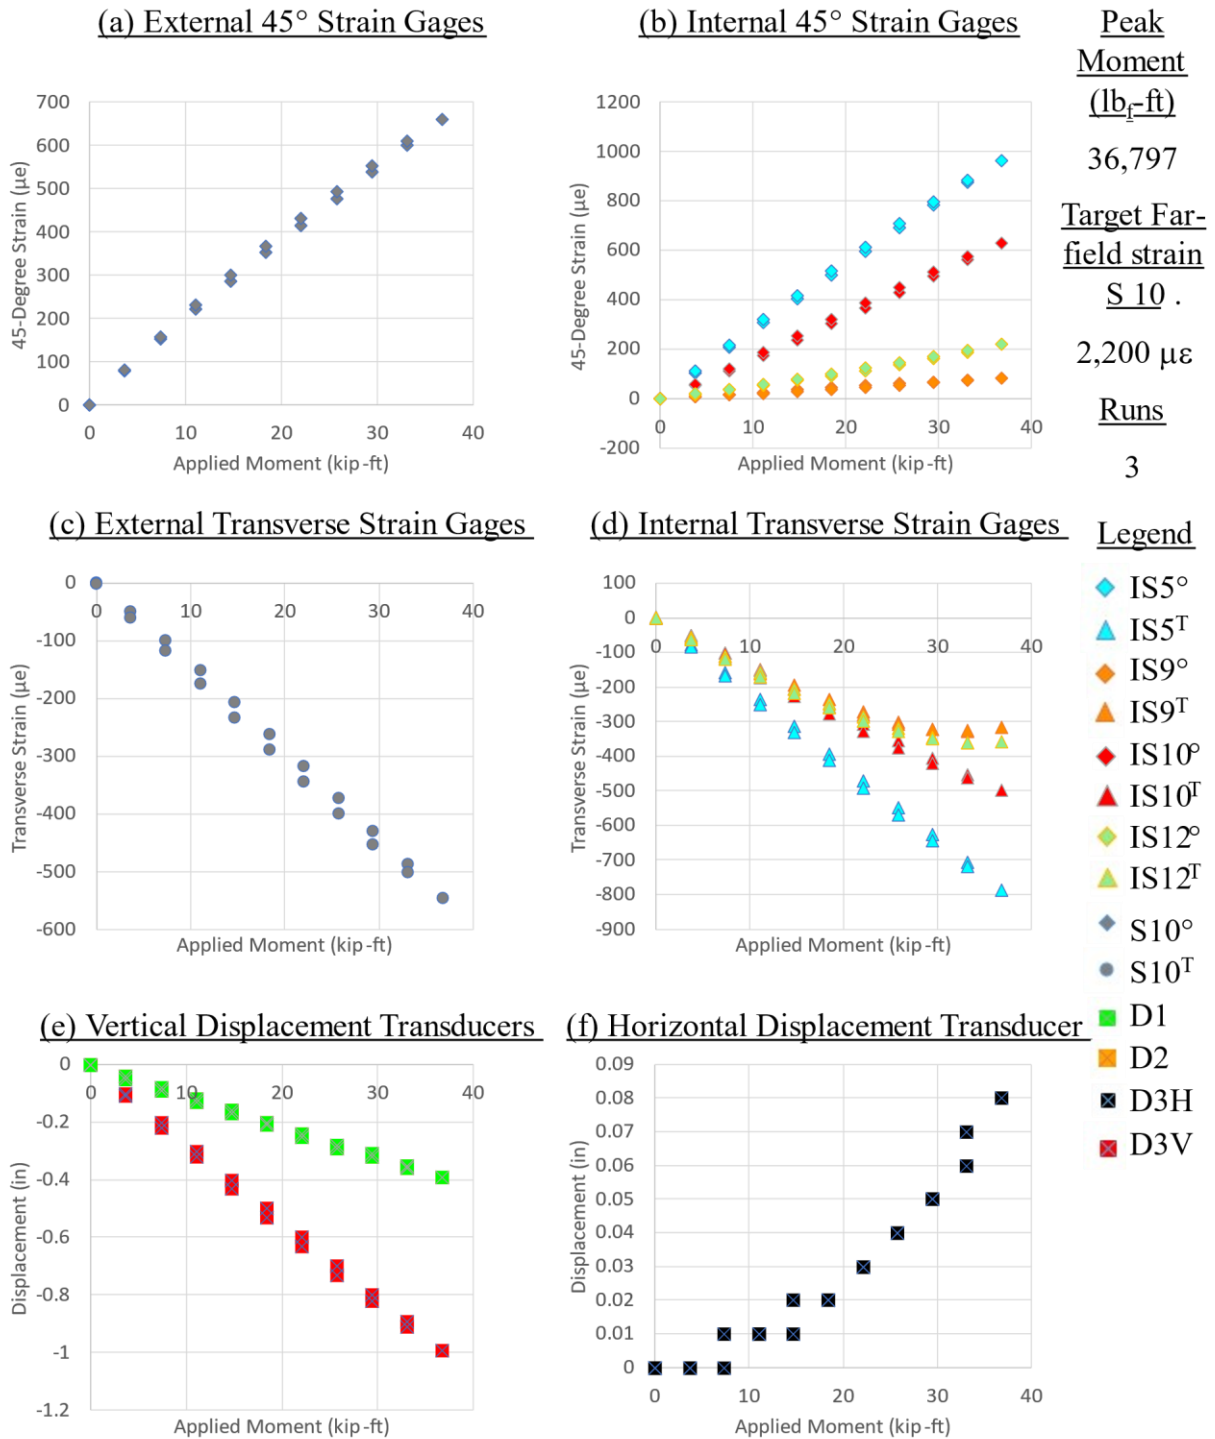 (a) External 45° Strain Gages
700
600
500
400
300
200
100
0
0
10
20
30
40
45-Degree Strain (µe)
Applied Moment (kip-ft)
(b) Internal 45° Strain Gages
1200
1000
800
600
400
200
0
-200
0
10
20
30
40
45-Degree Strain (µe)
Applied Moment (kip-ft)
Peak
Moment
(lbf-ft)
36,797
Target Far-
field strain
S 10 .
2,200 µε
Runs
3
(c) External Transverse Strain Gages
0
-100
-200
-300
-400
-500
-600
0
10
20
30
40
Transverse Strain (µe)
Applied Moment (kip-ft)
(d) Internal Transverse Strain Gages
100
0
-100
-200
-300
-400
-500
-600
-700
-800
-900
0
10
20
30
40
Transverse Strain (µe)
Applied Moment (kip-ft)
Legend
IS5°
IS5ᵀ
IS9°
IS9ᵀ
IS10°
IS10ᵀ
IS12°
IS12ᵀ
S10°
S10ᵀ
D1
D2
D3H
D3V
(e) Vertical Displacement Transducers
0
-0.2
-0.4
-0.6
-0.8
-1
-1.2
0
10
20
30
40
Displacement (in)
Applied Moment (kip-ft)
(f) Horizontal Displacement Transducer
0.09
0.08
0.07
0.06
0.05
0.04
0.03
0.02
0.01
0
0
10
20
30
40
Displacement (in)
Applied Moment (kip-ft)